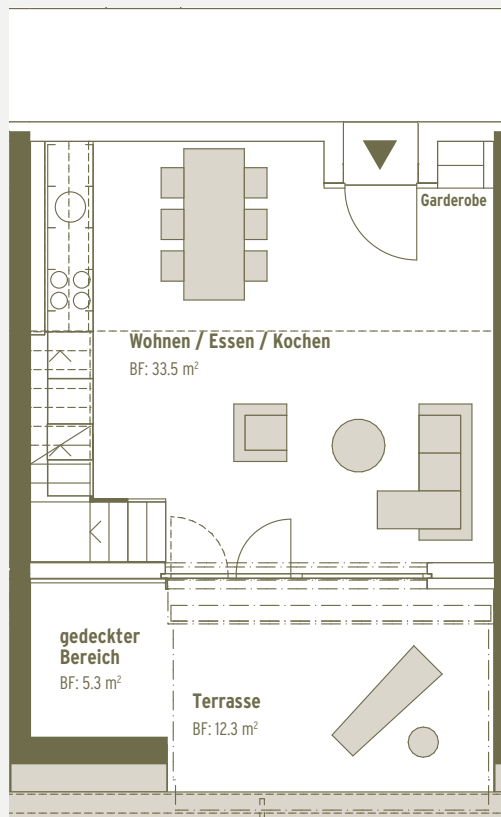 Garderobe
Wohnen / Essen / Kochen
BF: 33.5 m²
gedeckter
Bereich
BF: 5.3 m²
Terrasse
BF: 12.3 m²